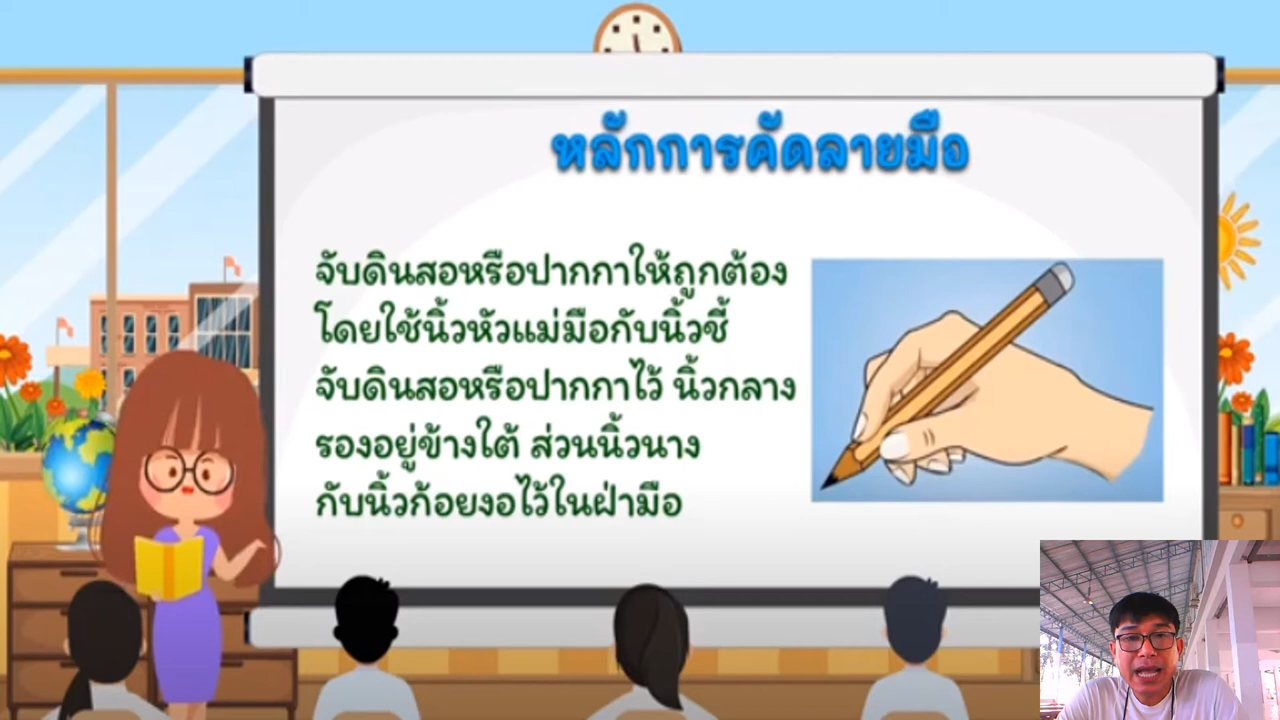 หลักการคัดลายมือ
จับดินสอหรือปากกาให้ถูกต้อง
โดยใช้นิ้วหัวแม่มือกับนิ้วชี้
จับดินสอหรือปากกาไว้ นิ้วกลาง
รองอยู่ข้างใต้ ส่วนนิ้วนาง
กับนิ้วก้อยงอไว้ในฝ่ามือ